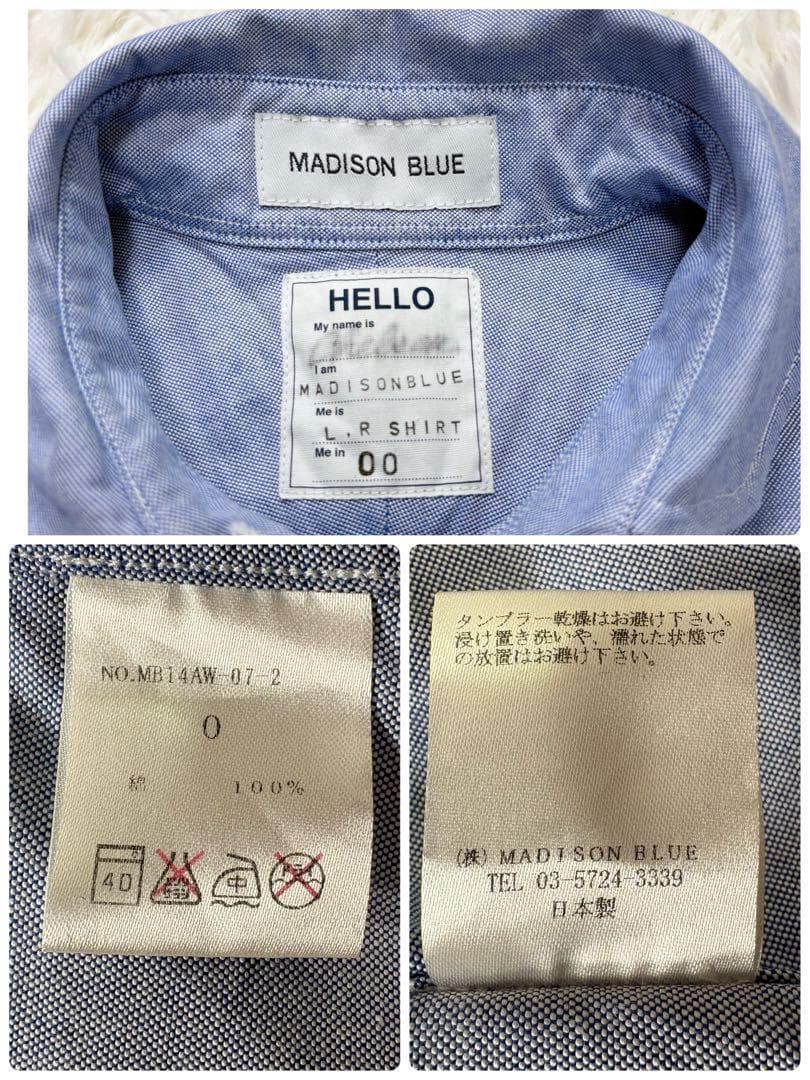 MADISON BLUE
HELLO
My name is
I am
MADISONBLUE
Me is
L.R SHIRT
Me in 00
NO.MB14AW-07-2
0
綿 100%
40
中
タンブラー乾燥はお避け下さい。
浸け置き洗いや、濡れた状態で
の放置はお避け下さい。
(株) MADISON BLUE
TEL 03-5724-3339
日本製